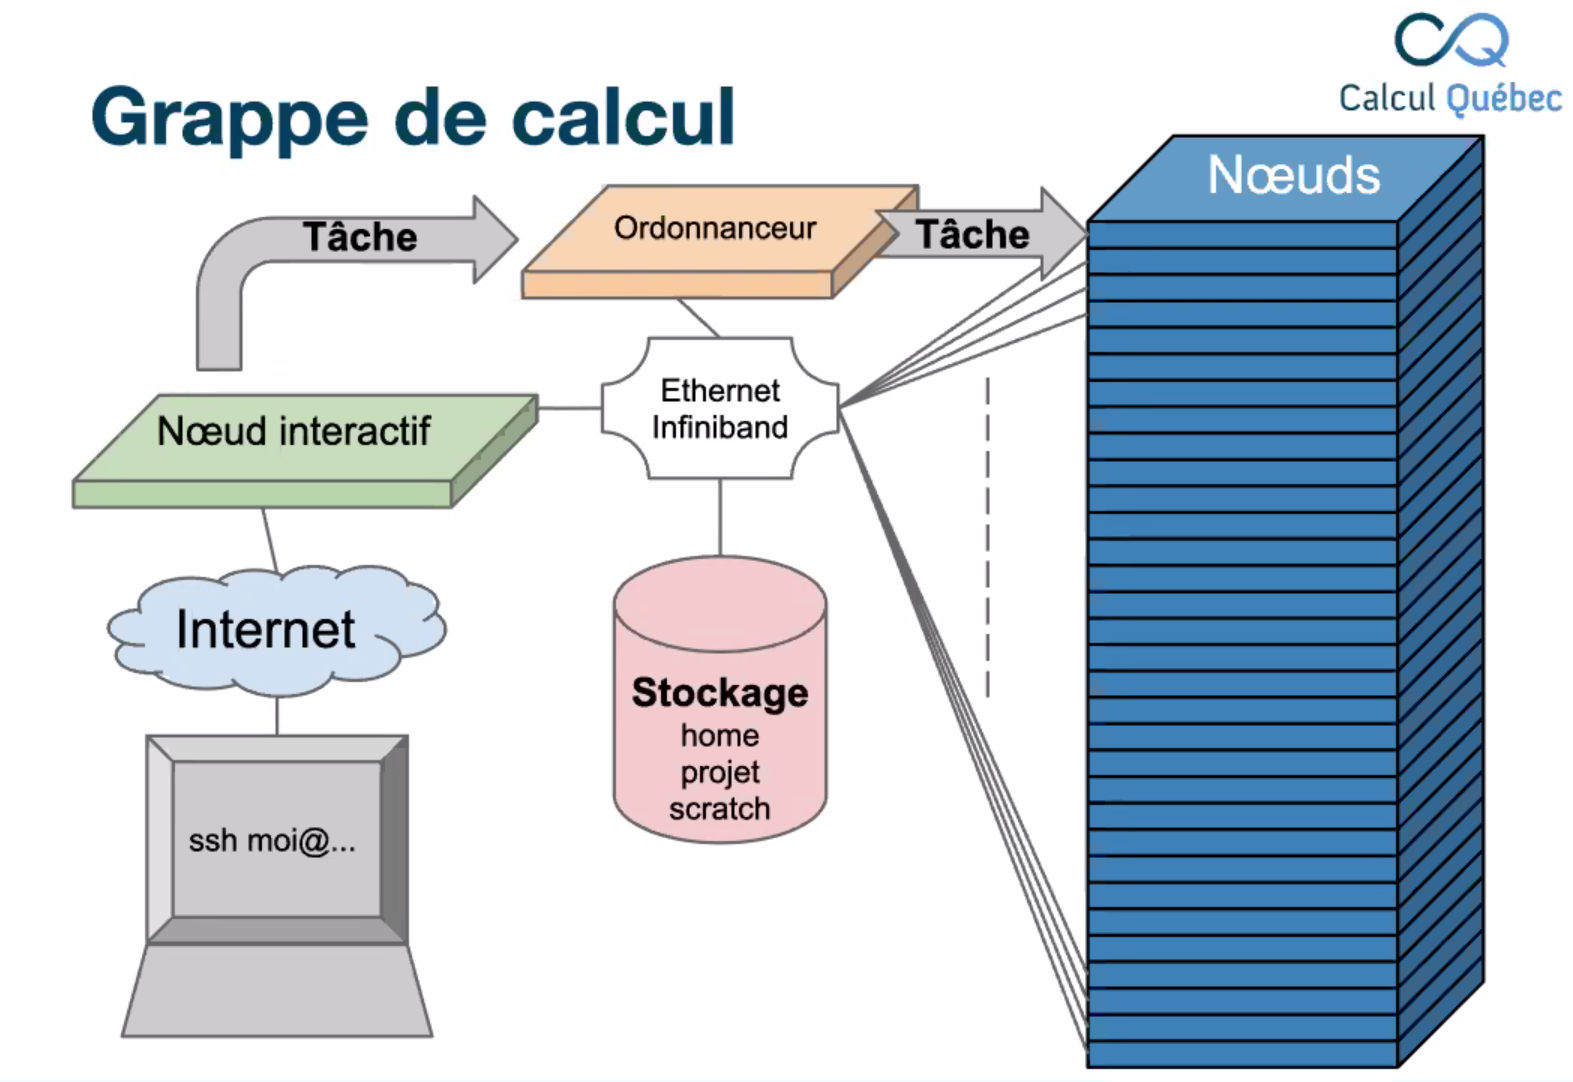 Calcul Québec
Grappe de calcul
Nœuds
Tâche
Ordonnanceur
Tâche
Ethernet
Infiniband
Nœud interactif
Internet
Stockage
home
projet
scratch
ssh moi@...